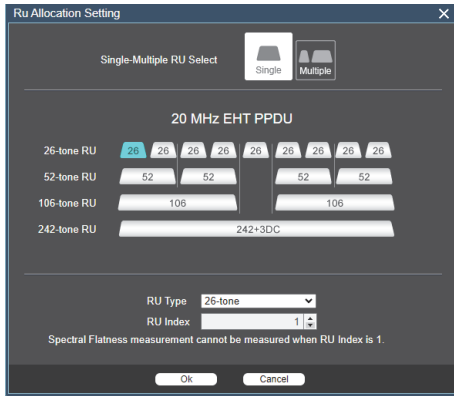 Ru Allocation Setting
Single-Multiple RU Select
Single
Multiple
20 MHz EHT PPDU
26-tone RU 26 26 26 26 26 26 26 26 26
52-tone RU 52 52 52 52
106-tone RU 106 106
242-tone RU 242+3DC
RU Type 26-tone
RU Index 1
Spectral Flatness measurement cannot be measured when RU Index is 1.
Ok Cancel